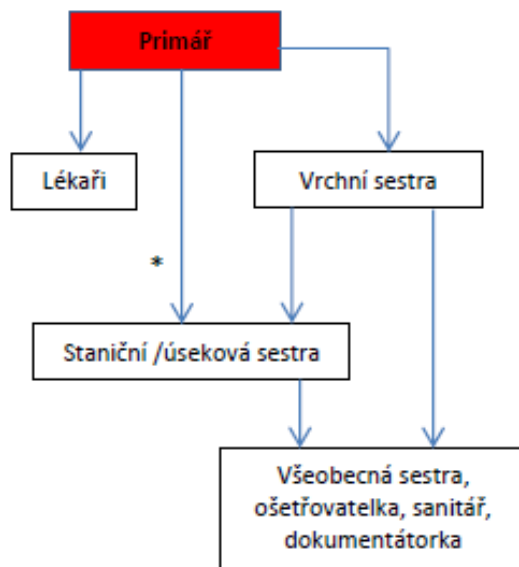 Primář
Lékaři
Vrchní sestra
*
Staniční /úseková sestra
Všeobecná sestra,
ošetřovatelka, sanitář,
dokumentátorka